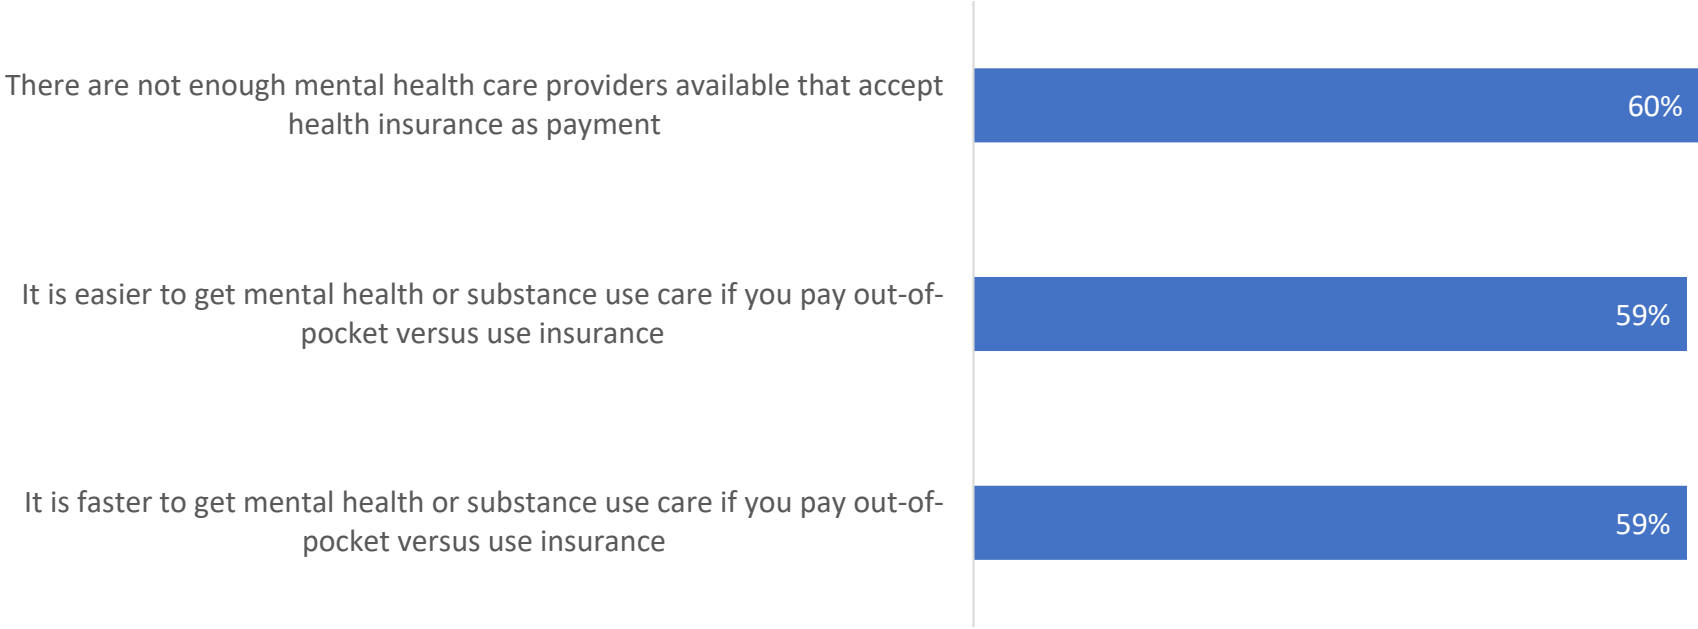 There are not enough mental health care providers available that accept
health insurance as payment
60%
It is easier to get mental health or substance use care if you pay out-of-
pocket versus use insurance
59%
It is faster to get mental health or substance use care if you pay out-of-
pocket versus use insurance
59%